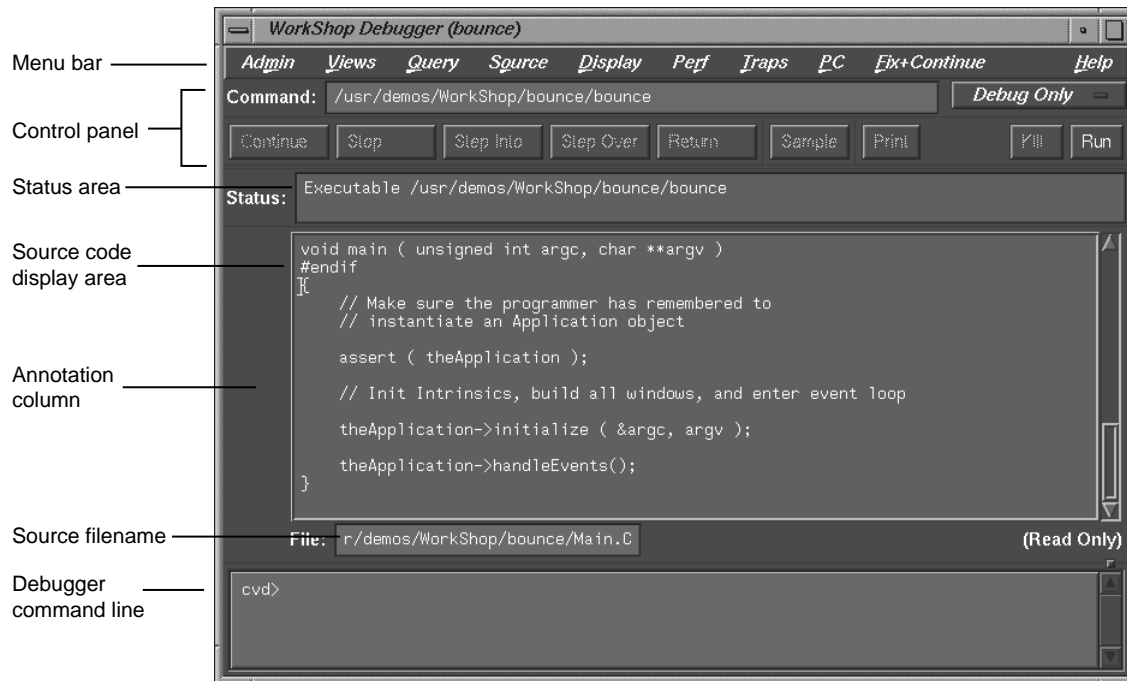 WorkShop Debugger (bounce)
Menu bar
Admin Views Query Source Display Perf Traps PC Fix+Continue Help
Control panel
Command: /usr/demos/WorkShop/bounce/bounce Debug Only
Continue Stop Step Into Step Over Return Sample Print Kill Run
Status area
Status: Executable /usr/demos/WorkShop/bounce/bounce
Source code
display area
void main ( unsigned int argc, char **argv )
#endif
{
// Make sure the programmer has remembered to
// instantiate an Application object
assert ( theApplication );
Annotation
column
// Init Intrinsics, build all windows, and enter event loop
theApplication->initialize ( &argc, argv );
theApplication->handleEvents();
}
Source filename
File: r/demos/WorkShop/bounce/Main.C (Read Only)
Debugger
command line
cvd>